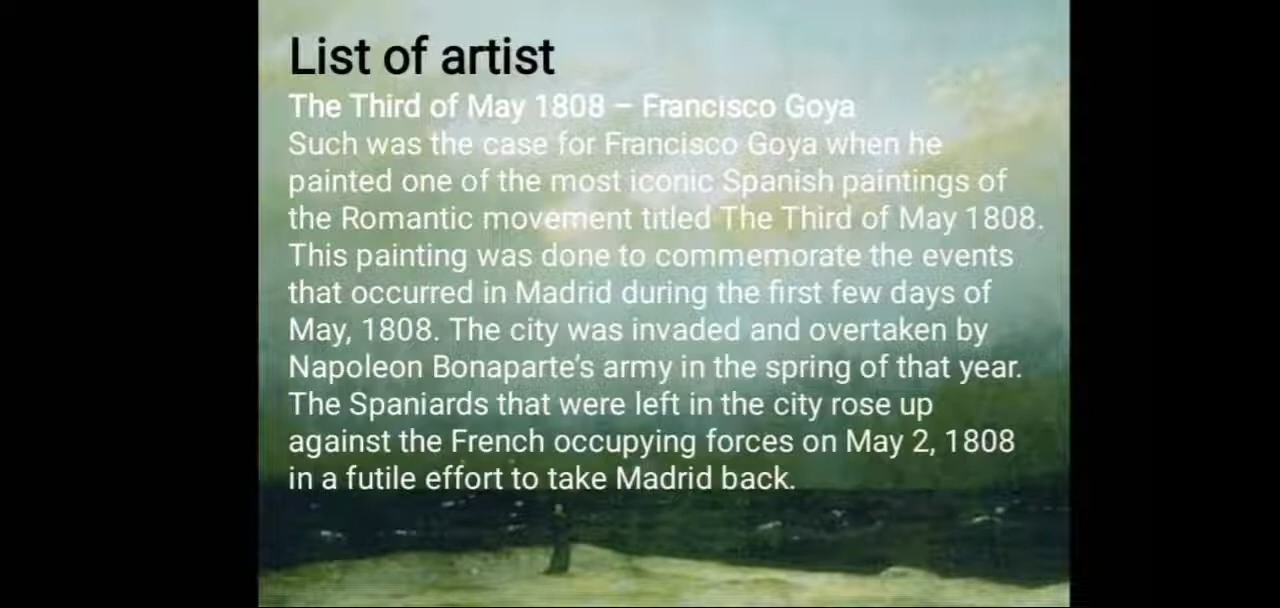 List of artist
The Third of May 1808 – Francisco Goya
Such was the case for Francisco Goya when he
painted one of the most iconic Spanish paintings of
the Romantic movement titled The Third of May 1808.
This painting was done to commemorate the events
that occurred in Madrid during the first few days of
May, 1808. The city was invaded and overtaken by
Napoleon Bonaparte’s army in the spring of that year.
The Spaniards that were left in the city rose up
against the French occupying forces on May 2, 1808
in a futile effort to take Madrid back.